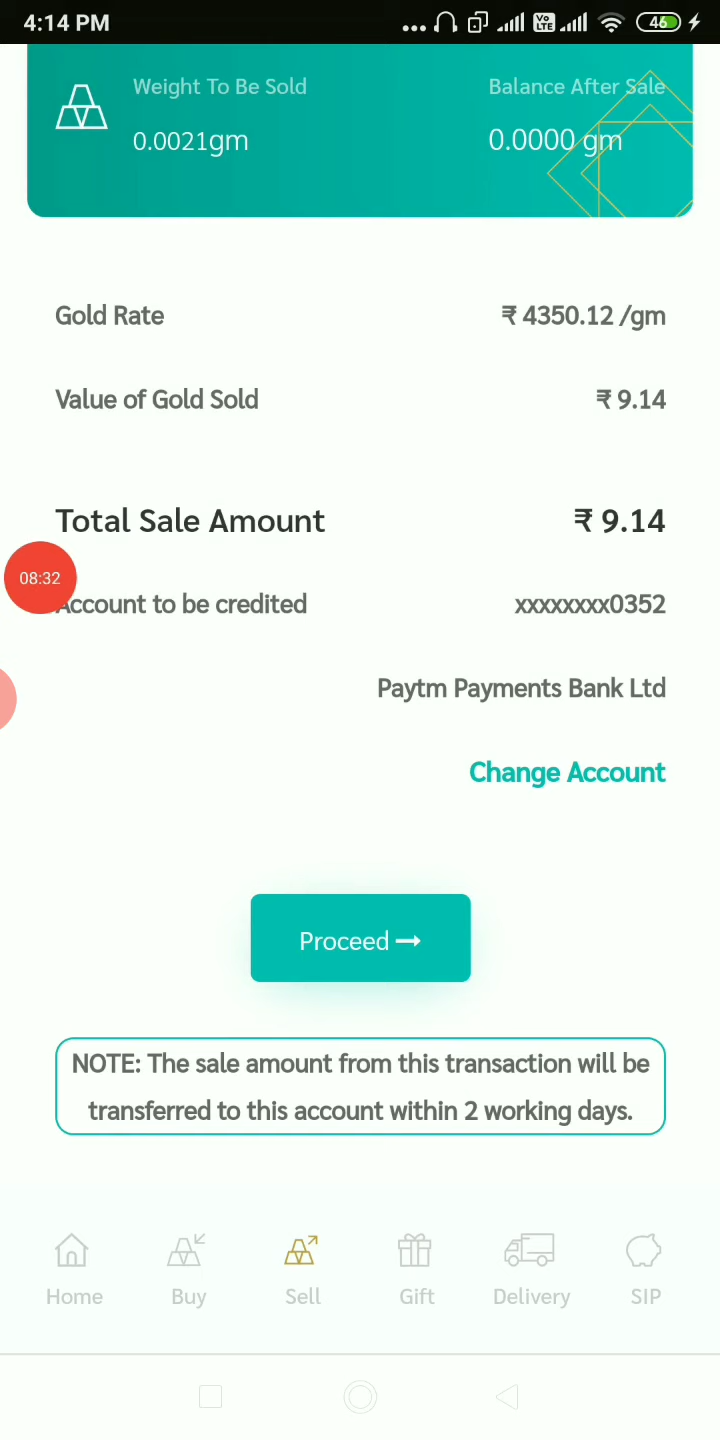 4:14 PM
Vo LTE
46
Weight To Be Sold
Balance After Sale
0.0021gm
0.0000 gm
Gold Rate
₹ 4350.12 /gm
Value of Gold Sold
₹ 9.14
Total Sale Amount
₹ 9.14
08:32
Account to be credited
xxxxxxxx0352
Paytm Payments Bank Ltd
Change Account
Proceed
NOTE: The sale amount from this transaction will be
transferred to this account within 2 working days.
Home
Buy
Sell
Gift
Delivery
SIP